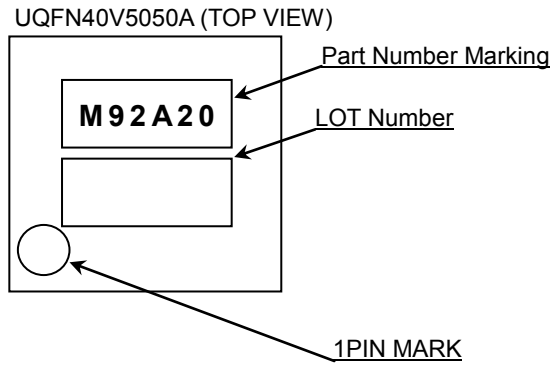 UQFN40V5050A (TOP VIEW)
Part Number Marking
M92A20
LOT Number
1PIN MARK